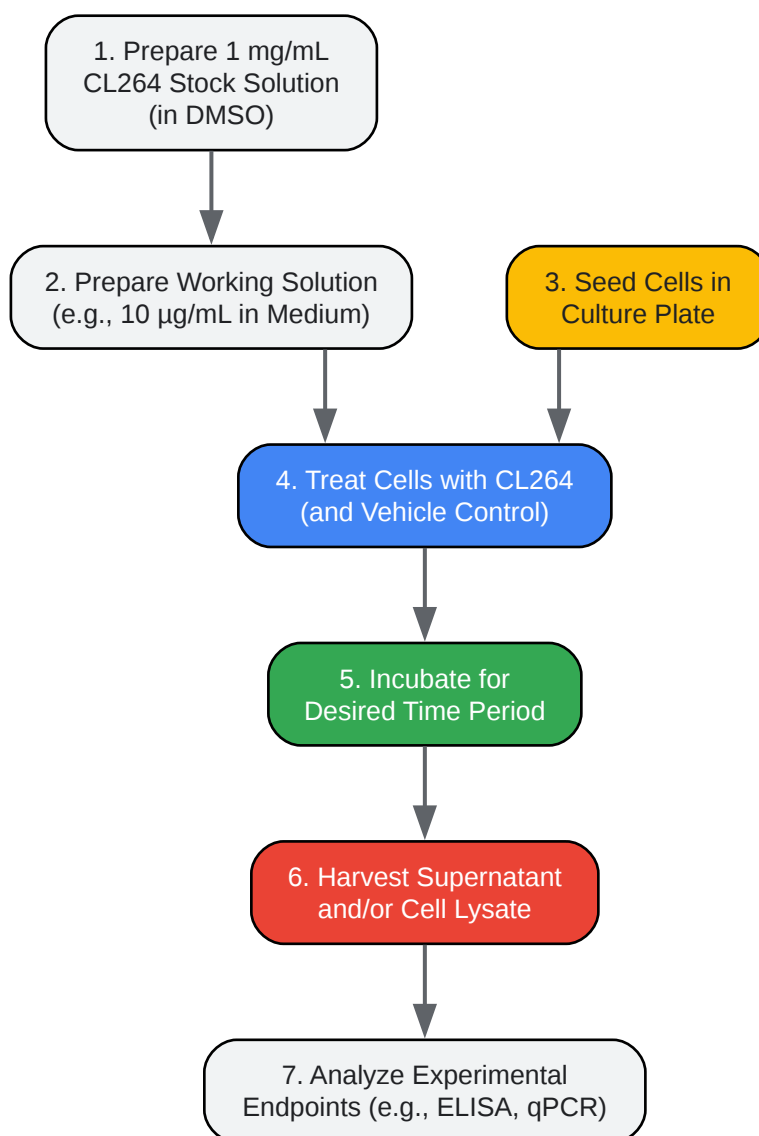 1. Prepare 1 mg/mL
CL264 Stock Solution
(in DMSO)
2. Prepare Working Solution
(e.g., 10 µg/mL in Medium)
3. Seed Cells in
Culture Plate
4. Treat Cells with CL264
(and Vehicle Control)
5. Incubate for
Desired Time Period
6. Harvest Supernatant
and/or Cell Lysate
7. Analyze Experimental
Endpoints (e.g., ELISA, qPCR)